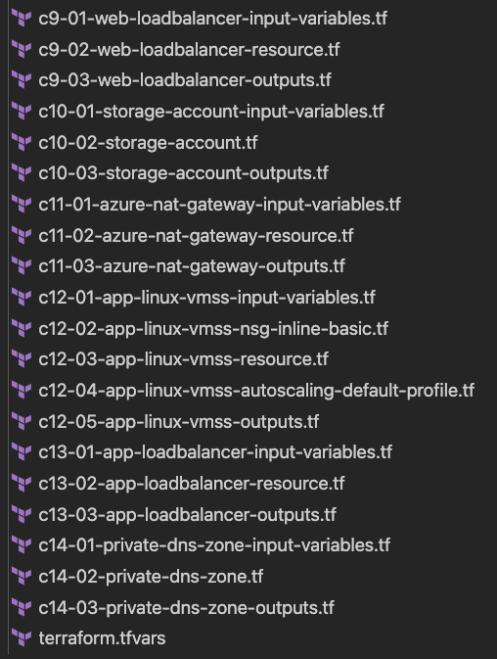 c9-01-web-loadbalancer-input-variables.tf
c9-02-web-loadbalancer-resource.tf
c9-03-web-loadbalancer-outputs.tf
c10-01-storage-account-input-variables.tf
c10-02-storage-account.tf
c10-03-storage-account-outputs.tf
c11-01-azure-nat-gateway-input-variables.tf
c11-02-azure-nat-gateway-resource.tf
c11-03-azure-nat-gateway-outputs.tf
c12-01-app-linux-vmss-input-variables.tf
c12-02-app-linux-vmss-nsg-inline-basic.tf
c12-03-app-linux-vmss-resource.tf
c12-04-app-linux-vmss-autoscaling-default-profile.tf
c12-05-app-linux-vmss-outputs.tf
c13-01-app-loadbalancer-input-variables.tf
c13-02-app-loadbalancer-resource.tf
c13-03-app-loadbalancer-outputs.tf
c14-01-private-dns-zone-input-variables.tf
c14-02-private-dns-zone.tf
c14-03-private-dns-zone-outputs.tf
terraform.tfvars